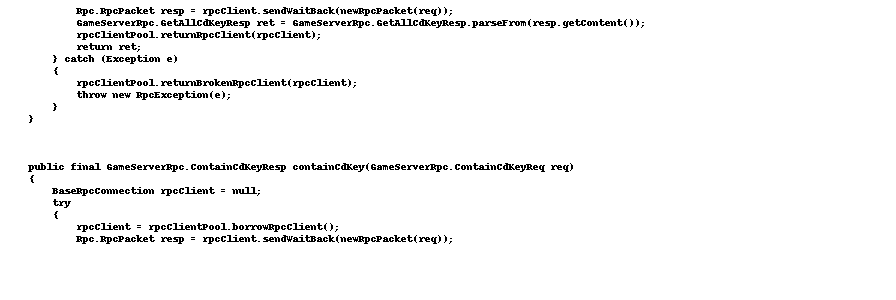 Rpc.RpcPacket resp = rpcClient.sendWaitBack(newRpcPacket(req));
GameServerRpc.GetAllCdKeyResp ret = GameServerRpc.GetAllCdKeyResp.parseFrom(resp.getContent());
rpcClientPool.returnRpcClient(rpcClient);
return ret;
} catch (Exception e)
{
rpcClientPool.returnBrokenRpcClient(rpcClient);
throw new RpcException(e);
}
}
public final GameServerRpc.ContainCdKeyResp containCdKey(GameServerRpc.ContainCdKeyReq req)
{
BaseRpcConnection rpcClient = null;
try
{
rpcClient = rpcClientPool.borrowRpcClient();
Rpc.RpcPacket resp = rpcClient.sendWaitBack(newRpcPacket(req));